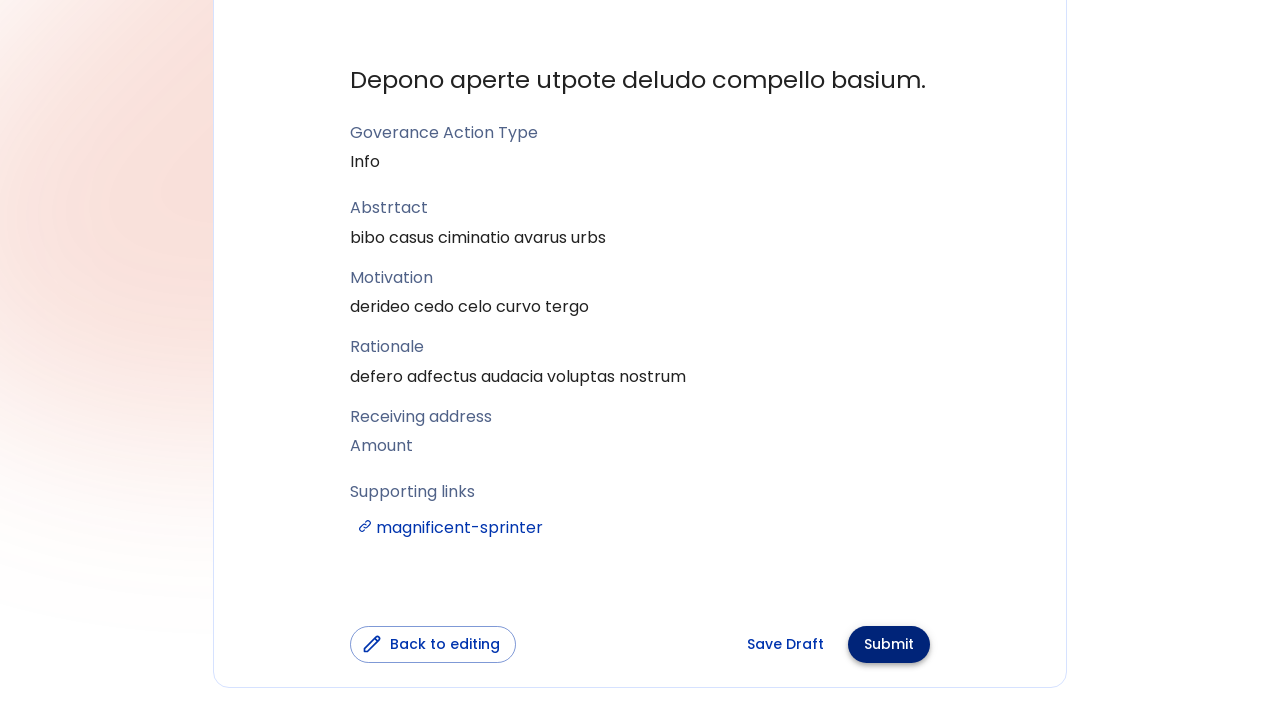 Depono aperte utpote deludo compello basium.
Goverance Action Type
Info
Abstrtact
bibo casus ciminatio avarus urbs
Motivation
derideo cedo celo curvo tergo
Rationale
defero adfectus audacia voluptas nostrum
Receiving address
Amount
Supporting links
magnificent-sprinter
Back to editing
Save Draft
Submit